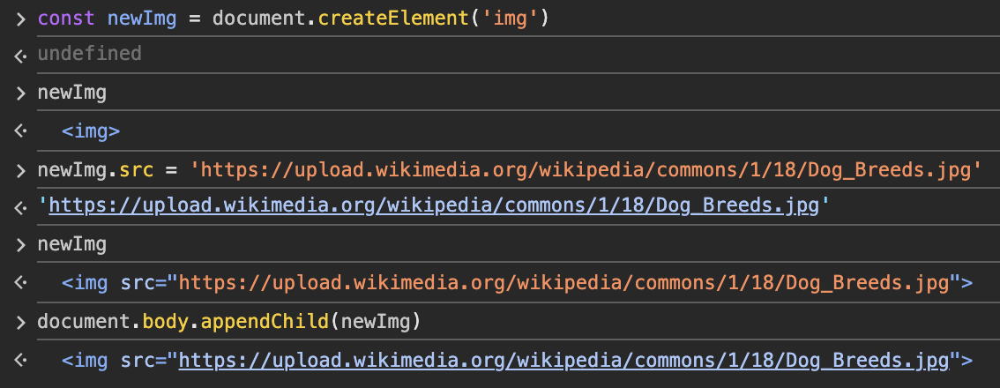 const newImg = document.createElement('img')
undefined
newImg
<img>
newImg.src = 'https://upload.wikimedia.org/wikipedia/commons/1/18/Dog_Breeds.jpg'
'https://upload.wikimedia.org/wikipedia/commons/1/18/Dog_Breeds.jpg'
newImg
<img src="https://upload.wikimedia.org/wikipedia/commons/1/18/Dog_Breeds.jpg">
document.body.appendChild(newImg)
<img src="https://upload.wikimedia.org/wikipedia/commons/1/18/Dog_Breeds.jpg">